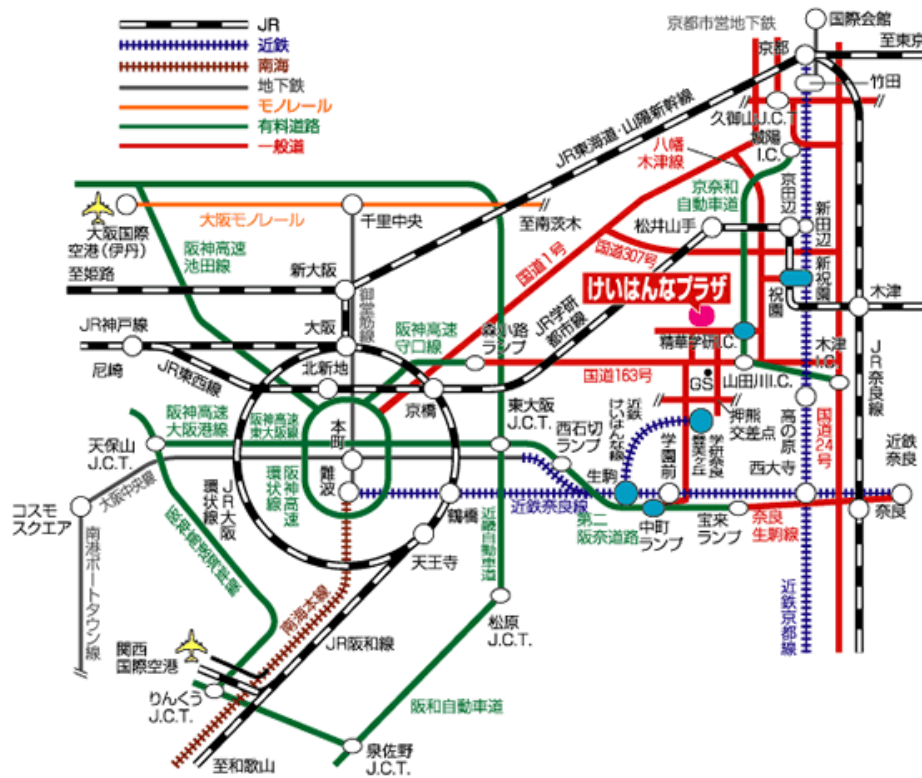 JR
近鉄
南海
地下鉄
モノレール
有料道路
一般道
京都市営地下鉄
国際会館
京都
至東京
竹田
久御山J.C.T
城陽
I.C.
JR東海道・山陽新幹線
八幡
木津線
京奈和
自動車道
京田辺
新田辺
大阪国際
空港(伊丹)
大阪モノレール
千里中央
至南茨木
松井山手
阪神高速
池田線
国道1号
国道307号
新祝園
祝園
至姫路
新大阪
御堂筋線
けいはんなプラザ
木津
JR神戸線
大阪
阪神高速
守口線
森小路
ランプ
JR学研
都市線
精華学研I.C.
木津
I.C.
JR奈良線
尼崎
JR東西線
北新地
京橋
国道163号
GS
山田川I.C.
阪神高速
大阪港線
阪神高速
東大阪線
本町
東大阪
J.C.T.
西石切
ランプ
近鉄
けいはんな線
学研奈良
登美ヶ丘
押熊
交差点
高の原
国道24号
天保山
J.C.T.
難波
生駒
学園前
西大寺
近鉄
奈良
大阪中央線
JR大阪
環状線
阪神高速
環状線
鶴橋
近鉄奈良線
コスモ
スクエア
第二
阪奈道路
中町
ランプ
宝来
ランプ
奈良
生駒線
奈良
南港ポートタウン線
阪神高速湾岸線
天王寺
近畿自動車道
近鉄京都線
南海本線
JR阪和線
松原
J.C.T.
関西
国際空港
りんくう
J.C.T.
阪和自動車道
至和歌山
泉佐野
J.C.T.